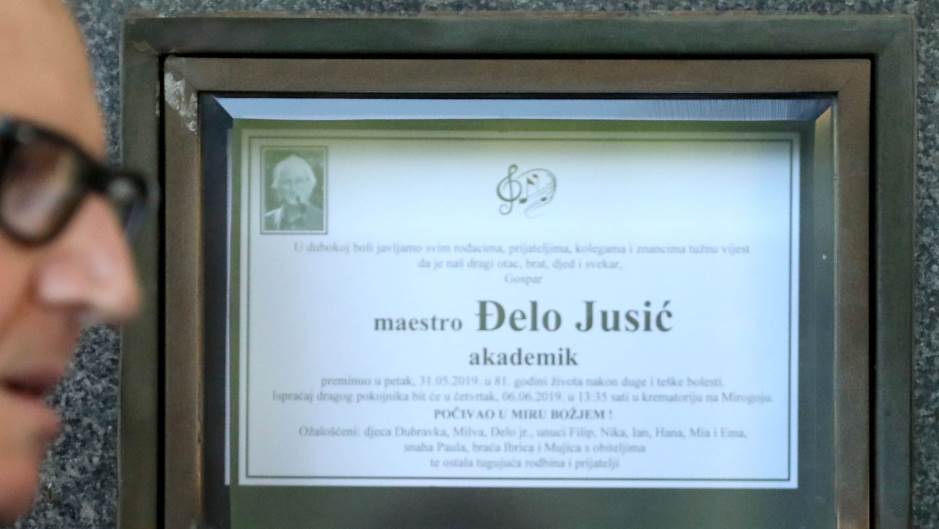 U dubokoj boli javljamo svim rođacima, prijateljima, kolegama i znancima tužnu vijest
da je naš dragi otac, brat, djed i svekar,
Gospar
maestro Đelo Jusić
akademik
preminuo u petak, 31.05.2019. u 81. godini života nakon duge i teške bolesti.
Ispraćaj dragog pokojnika bit će u četvrtak, 06.06.2019. u 13:35 sati u krematoriju na Mirogoju.
POČIVAO U MIRU BOŽJEM !
Ožalošćeni: djeca Dubravka, Milva, Đelo jr., unuci Filip, Nika, Ian, Hana, Mia i Ema,
snaha Paula, braća Ibrica i Mujica s obiteljima
te ostala tugujuća rodbina i prijatelji